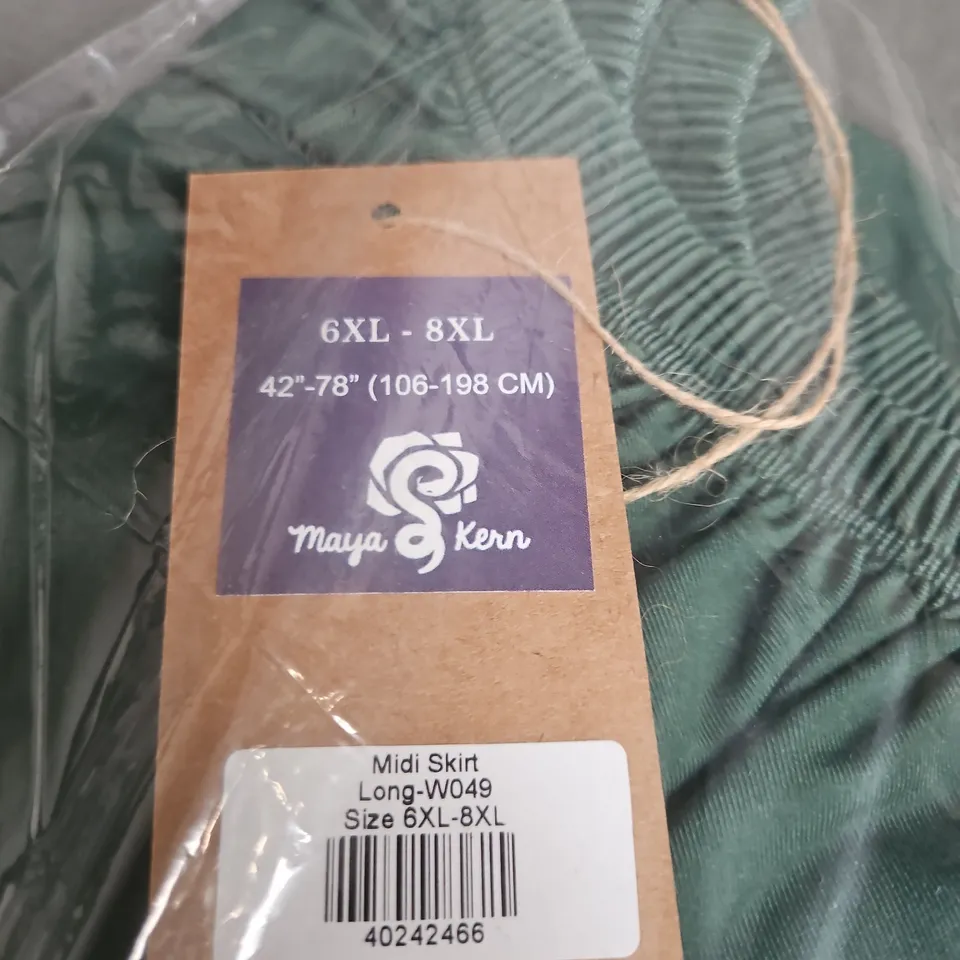 6XL - 8XL
42”-78” (106-198 CM)
Maya Kern
Midi Skirt
Long-W049
Size 6XL-8XL
40242466